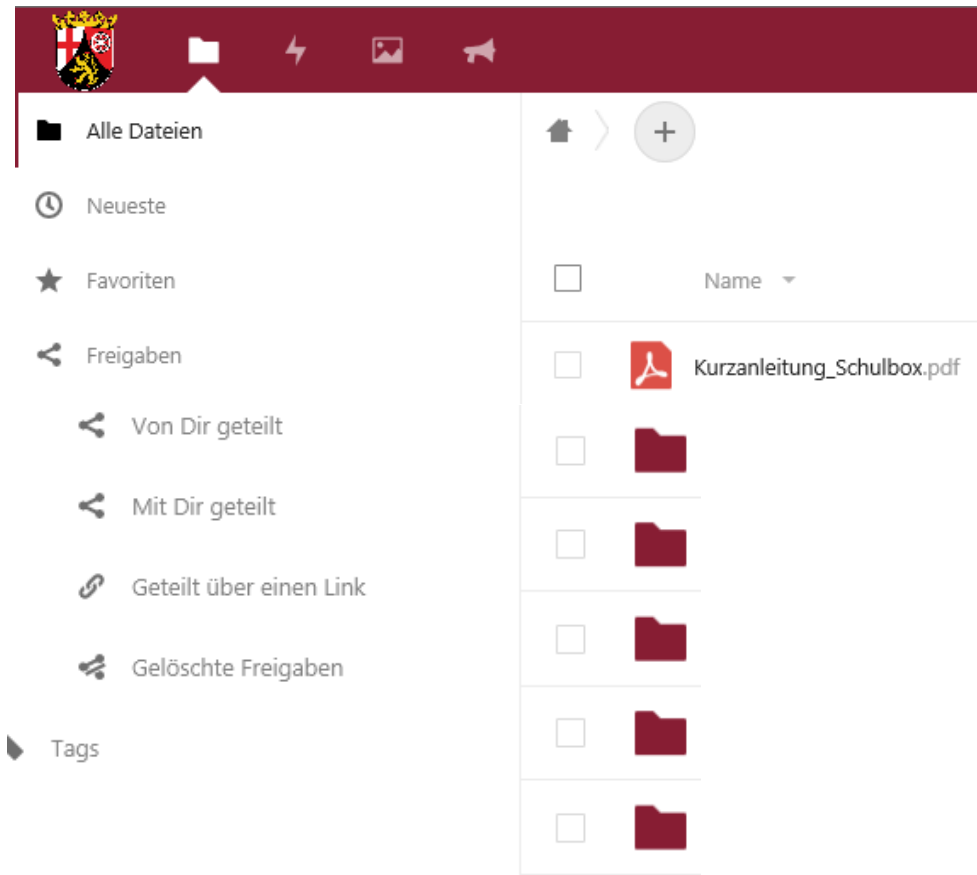 Alle Dateien
Neueste
Favoriten
Freigaben
Von Dir geteilt
Mit Dir geteilt
Geteilt über einen Link
Gelöschte Freigaben
Tags
Name
Kurzanleitung_Schulbox.pdf